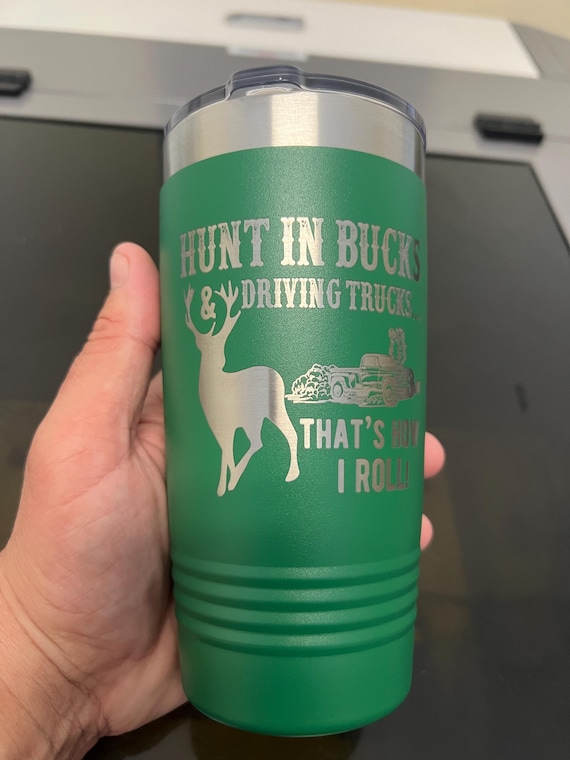 HUNT IN BUCKS
& DRIVING TRUCKS...
THAT'S HOW
I ROLL!